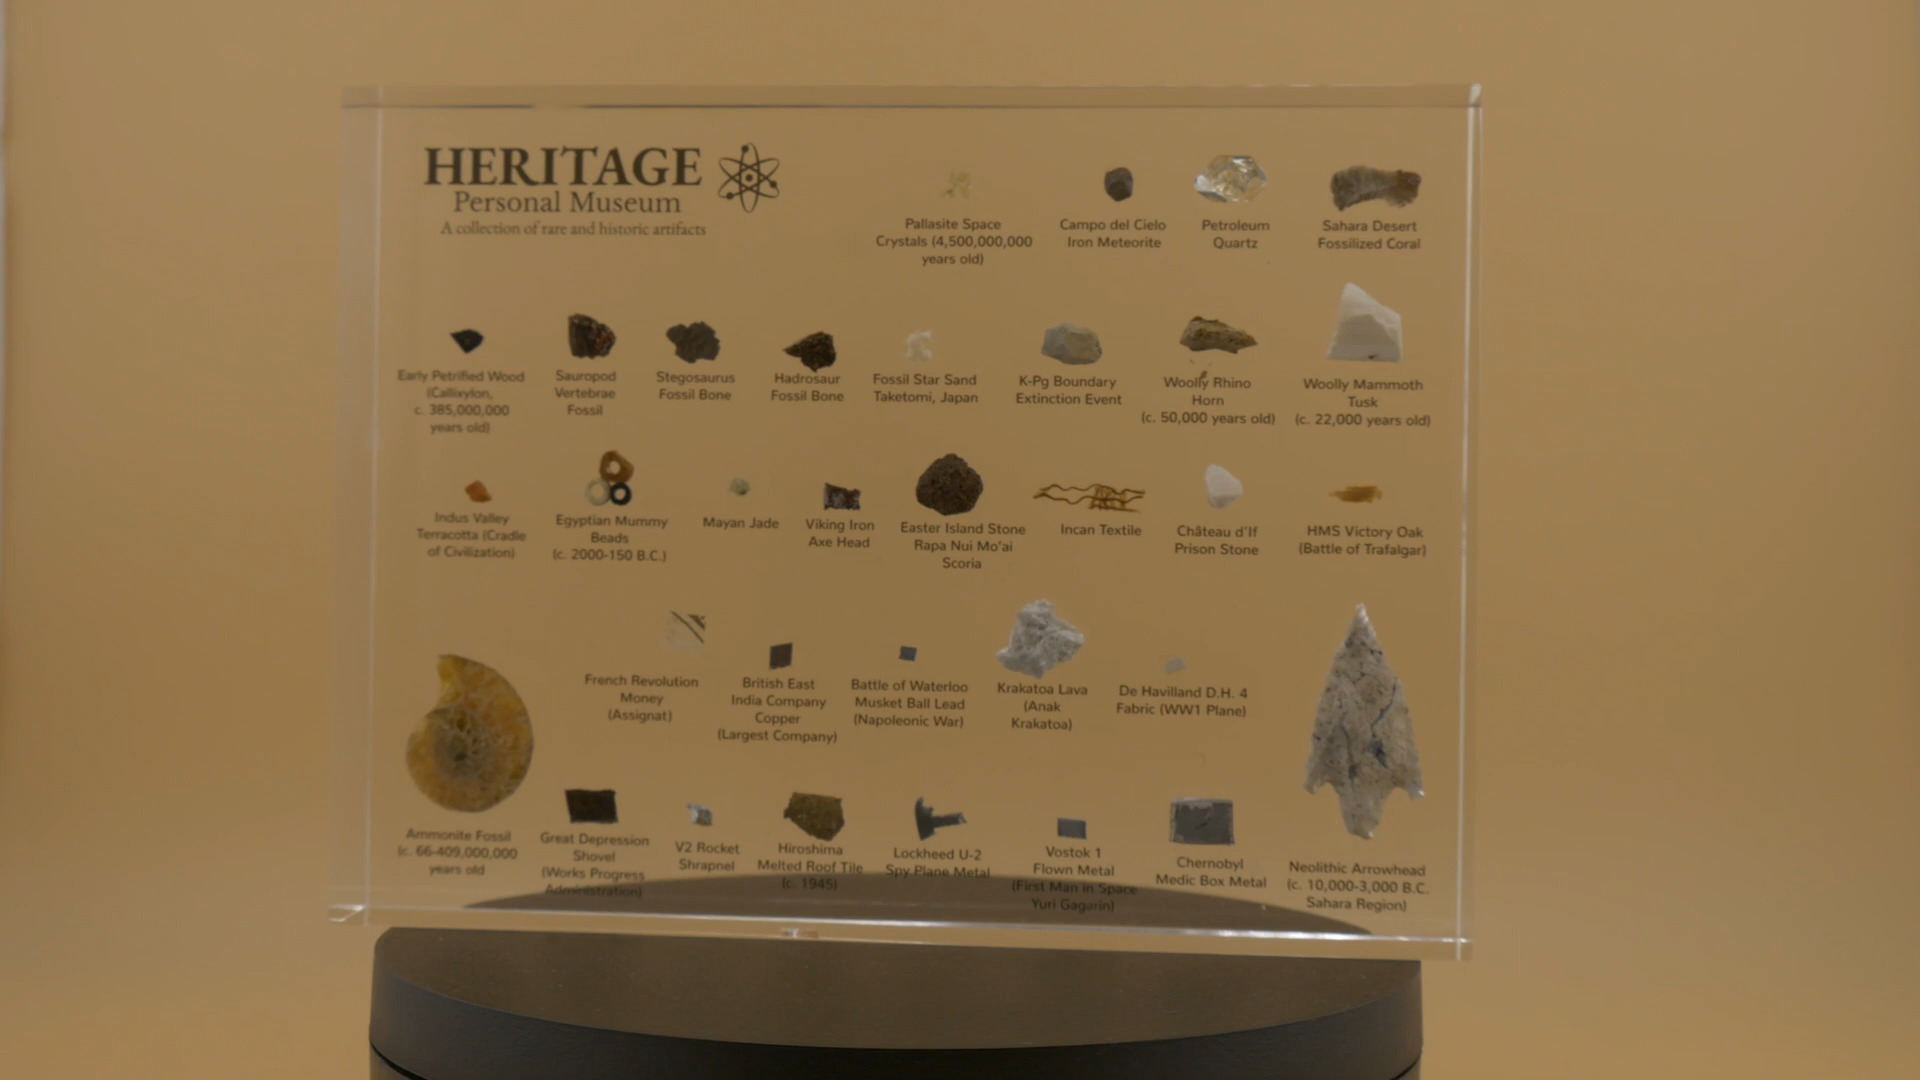 HERITAGE
Personal Museum
A collection of rare and historic artifacts
Pallasite Space
Crystals (4,500,000,000
years old)
Campo del Cielo
Iron Meteorite
Petroleum
Quartz
Sahara Desert
Fossilized Coral
Early Petrified Wood
(Callixylon,
c. 385,000,000
years old)
Sauropod
Vertebrae
Fossil
Stegosaurus
Fossil Bone
Hadrosaur
Fossil Bone
Fossil Star Sand
Taketomi, Japan
K-Pg Boundary
Extinction Event
Woolly Rhino
Horn
(c. 50,000 years old)
Woolly Mammoth
Tusk
(c. 22,000 years old)
Indus Valley
Terracotta (Cradle
of Civilization)
Egyptian Mummy
Beads
(c. 2000-150 B.C.)
Mayan Jade
Viking Iron
Axe Head
Easter Island Stone
Rapa Nui Mo'ai
Scoria
Incan Textile
Château d'If
Prison Stone
HMS Victory Oak
(Battle of Trafalgar)
French Revolution
Money
(Assignat)
British East
India Company
Copper
(Largest Company)
Battle of Waterloo
Musket Ball Lead
(Napoleonic War)
Krakatoa Lava
(Anak
Krakatoa)
De Havilland D.H. 4
Fabric (WW1 Plane)
Ammonite Fossil
(c. 66-409,000,000
years old
Great Depression
Shovel
(Works Progress
Administration)
V2 Rocket
Shrapnel
Hiroshima
Melted Roof Tile
(c. 1945)
Lockheed U-2
Spy Plane Metal
Vostok 1
Flown Metal
(First Man in Space
Yuri Gagarin)
Chernobyl
Medic Box Metal
Neolithic Arrowhead
(c. 10,000-3,000 B.C.
Sahara Region)